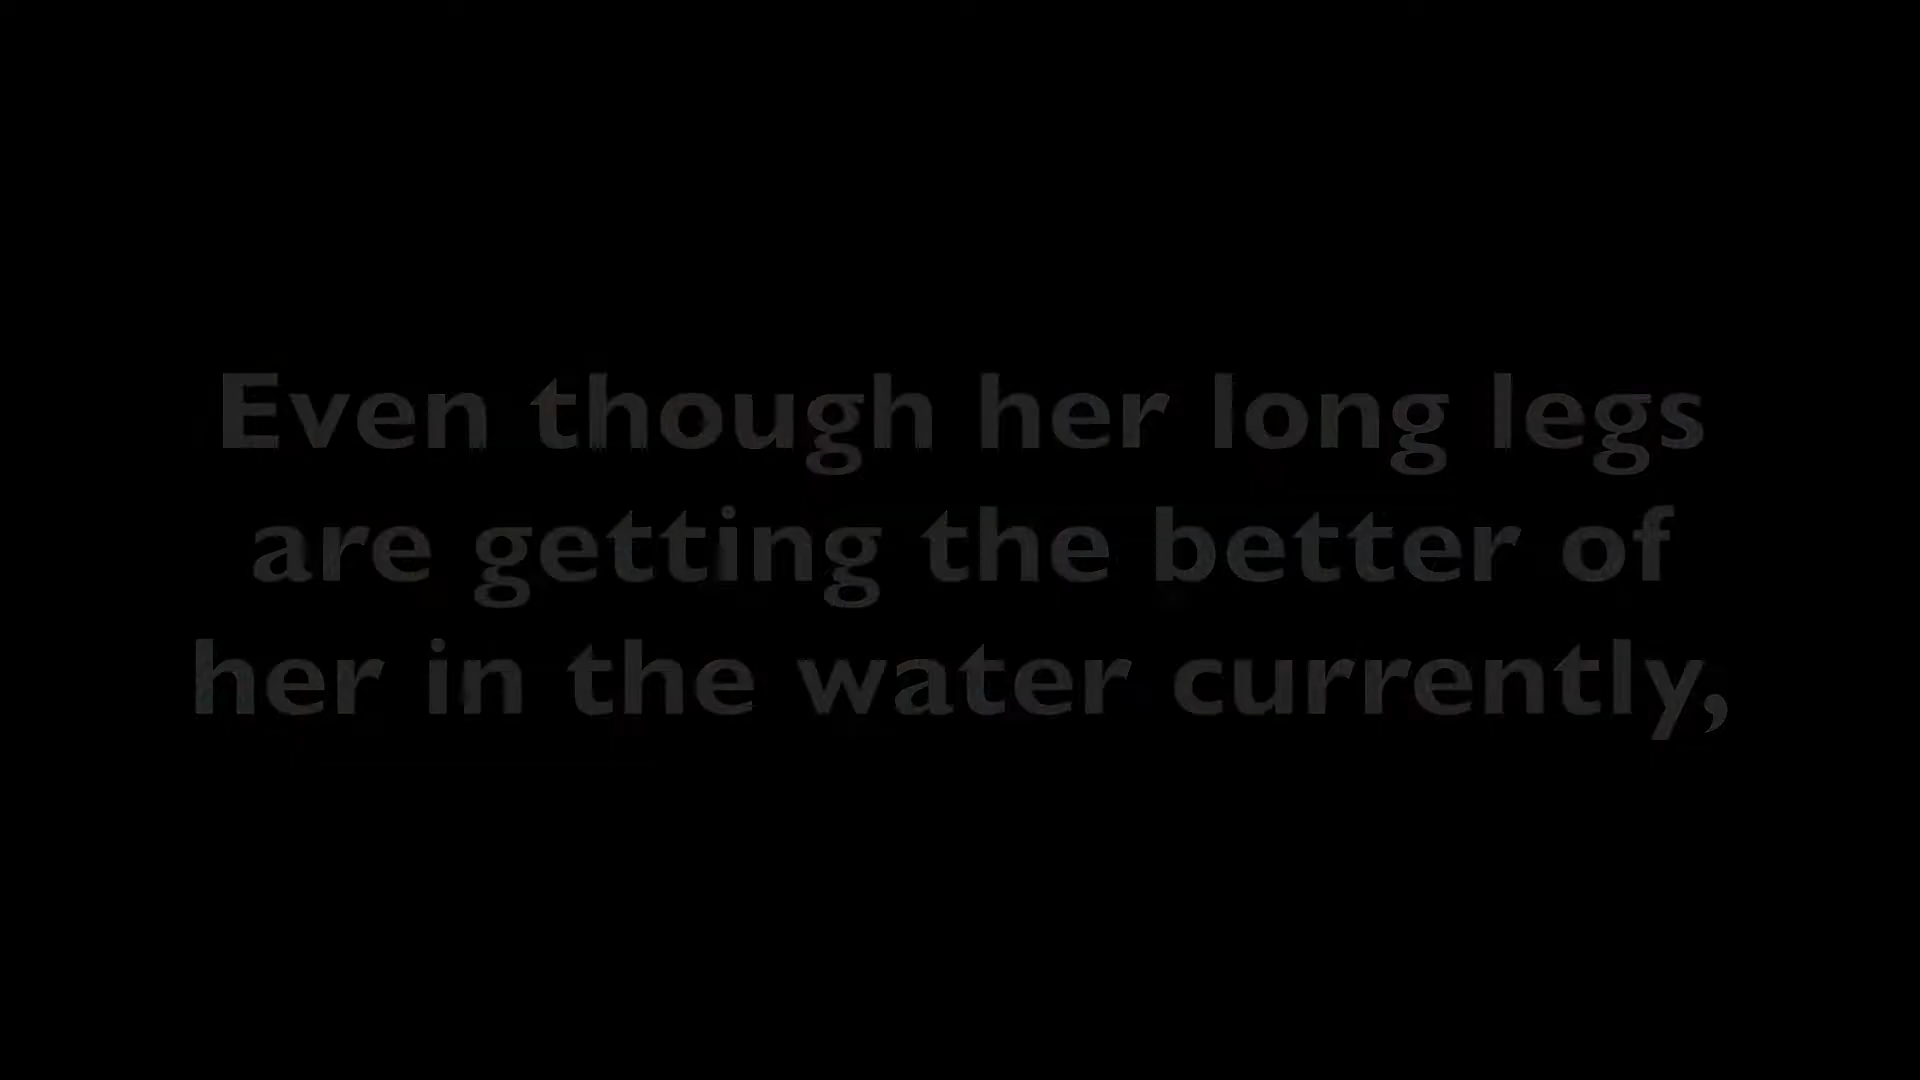 Even though her long legs
are getting the better of
her in the water currently,